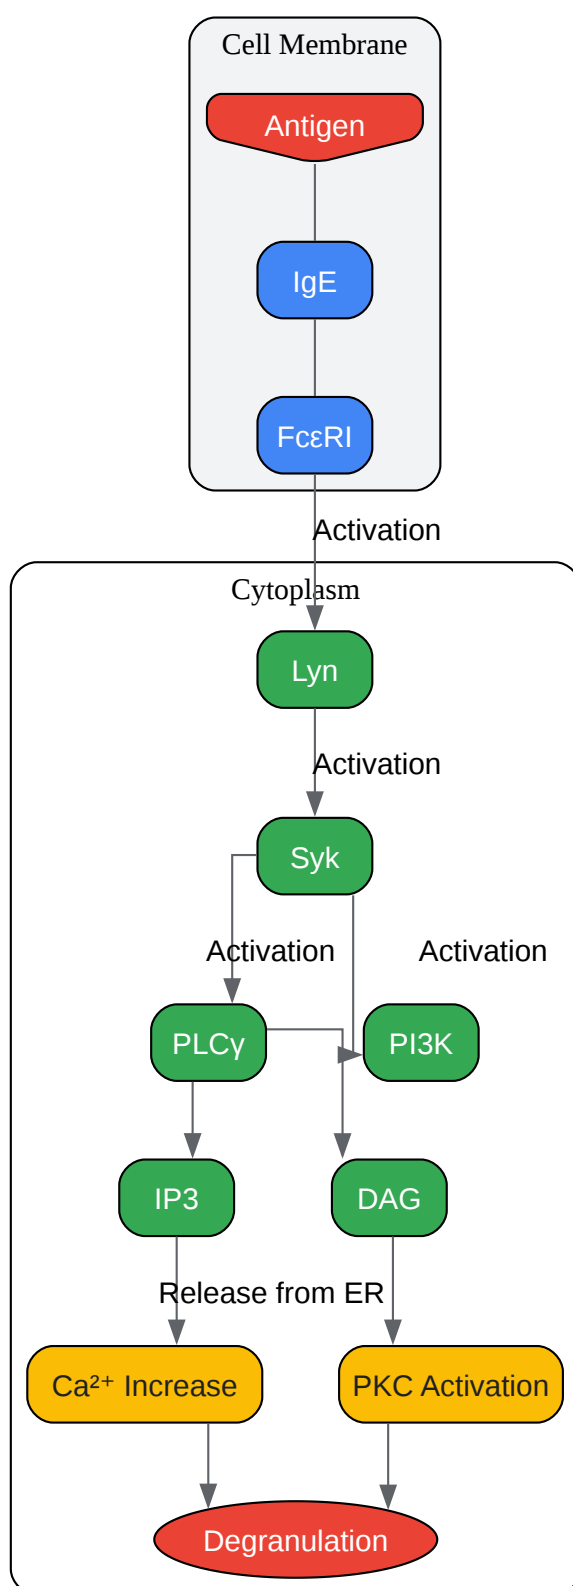 Cell Membrane
Antigen
IgE
FcεRI
Activation
Cytoplasm
Lyn
Activation
Syk
Activation
Activation
PLCγ
PI3K
IP3
DAG
Release from ER
Ca²⁺ Increase
PKC Activation
Degranulation